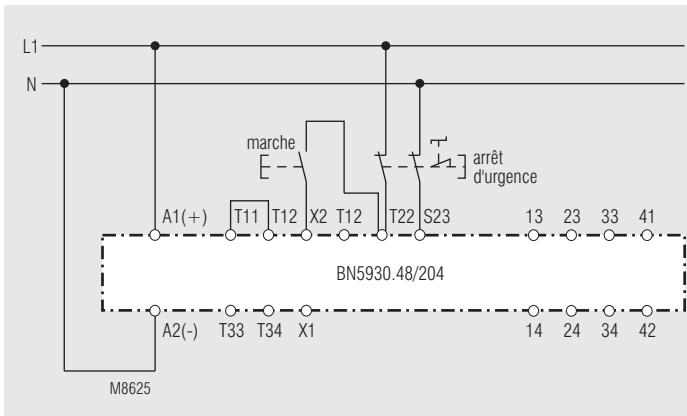 L1
N
marche
arrêt
d'urgence
A1(+) T11 T12 X2 T12 T22 S23 13 23 33 41
BN5930.48/204
A2(-) T33 T34 X1 14 24 34 42
M8625